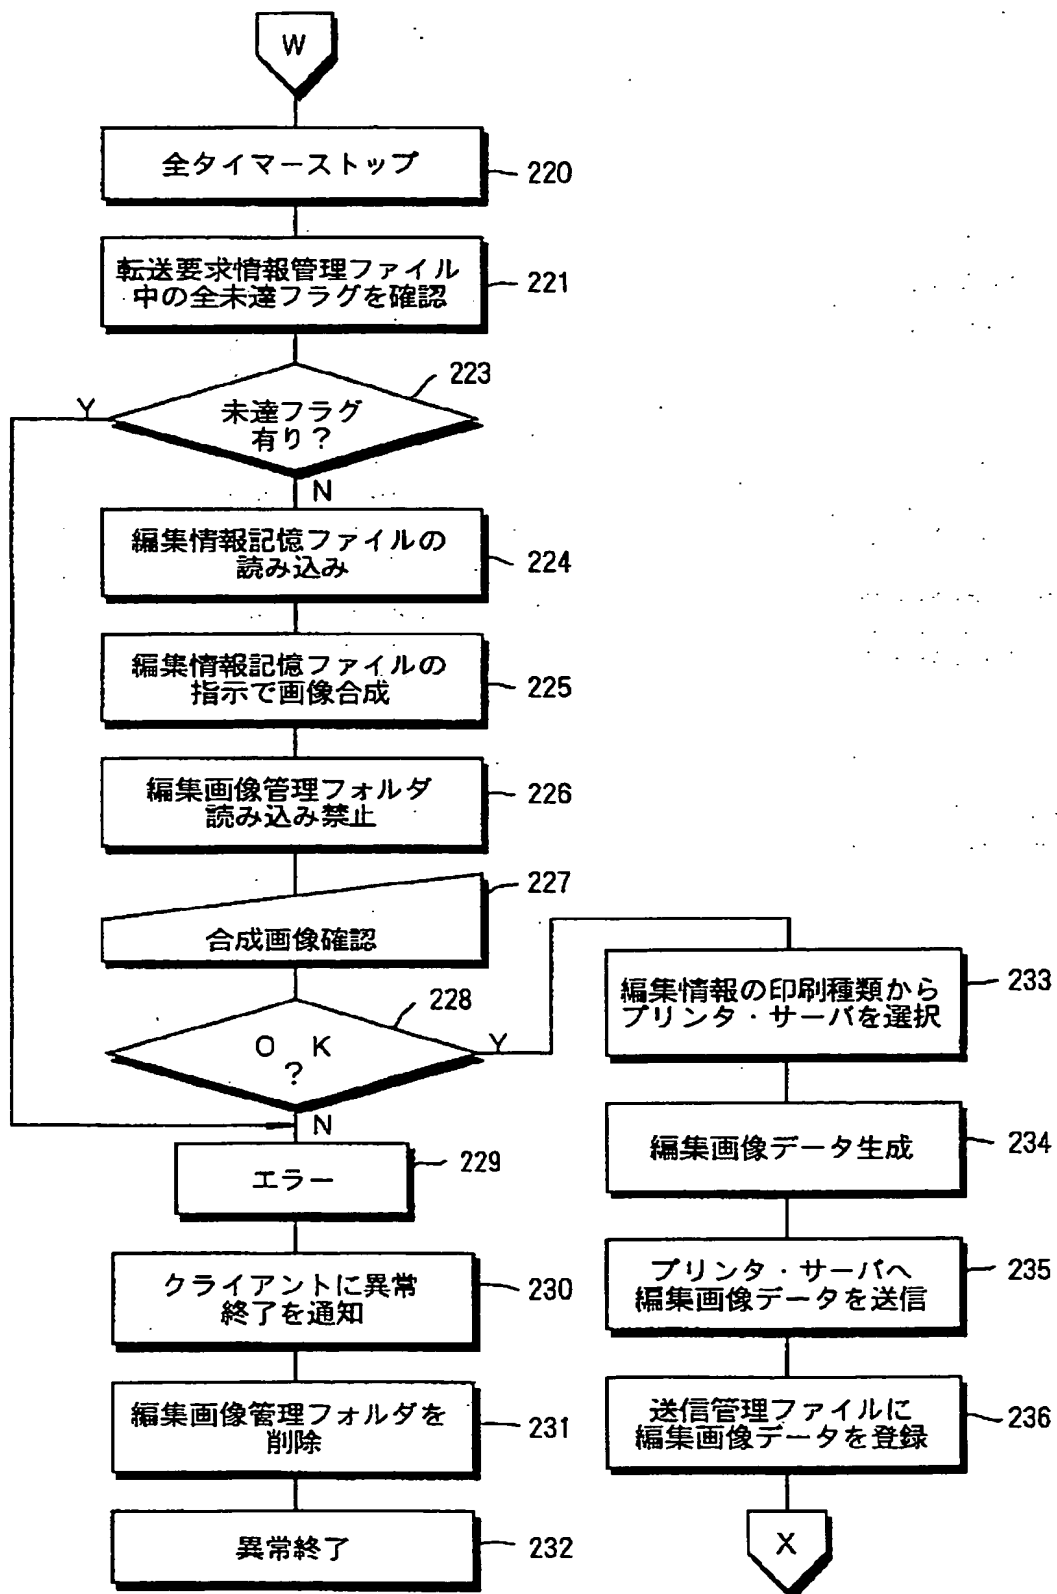 W
全タイマーストップ
220
転送要求情報管理ファイル
中の全未達フラグを確認
221
223
Y
未達フラグ
有り？
N
編集情報記憶ファイルの
読み込み
224
編集情報記憶ファイルの
指示で画像合成
225
編集画像管理フォルダ
読み込み禁止
226
227
合成画像確認
228
O K
？
Y
N
エラー
229
クライアントに異常
終了を通知
230
編集画像管理フォルダを
削除
231
異常終了
232
編集情報の印刷種類から
プリンタ・サーバを選択
233
編集画像データ生成
234
プリンタ・サーバへ
編集画像データを送信
235
送信管理ファイルに
編集画像データを登録
236
X